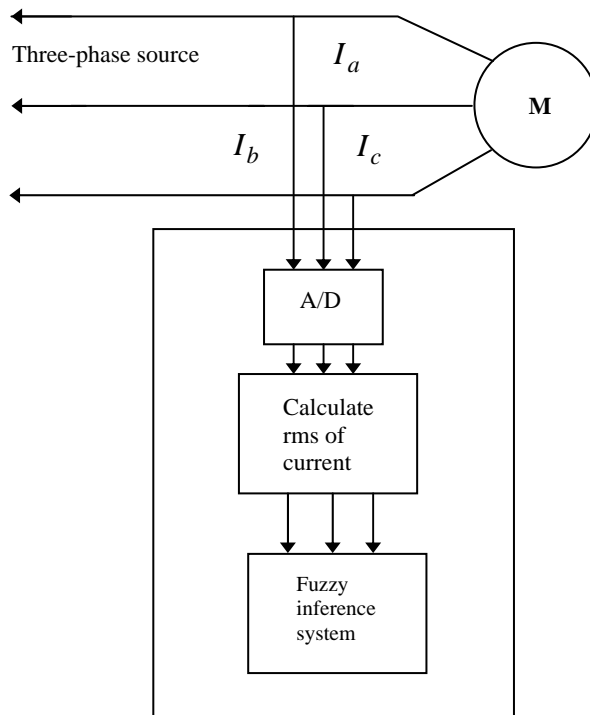 Three-phase source
I_a
M
I_b
I_c
A/D
Calculate
rms of
current
Fuzzy
inference
system